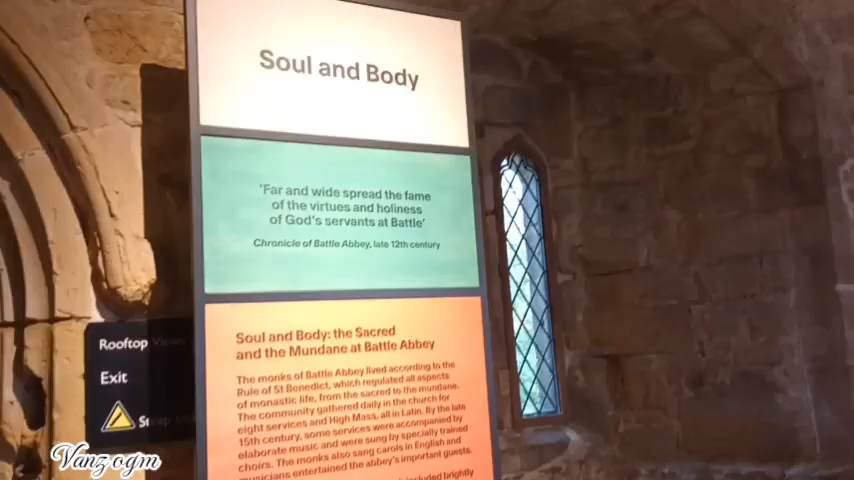 Soul and Body
'Far and wide spread the fame
of the virtues and holiness
of God's servants at Battle'
Chronicle of Battle Abbey, late 12th century
Soul and Body: the Sacred
and the Mundane at Battle Abbey
The monks of Battle Abbey lived according to the
Rule of St Benedict, which regulated all aspects
of monastic life, from the sacred to the mundane.
The community gathered daily in the church for
eight services and High Mass, all in Latin. By the late
15th century, some services were accompanied by
elaborate music and were sung by specially trained
choirs. The monks also sang carols in English and
musicians entertained the abbey's important guests.
included brightly
Rooftop Views
Exit
Vanzogm